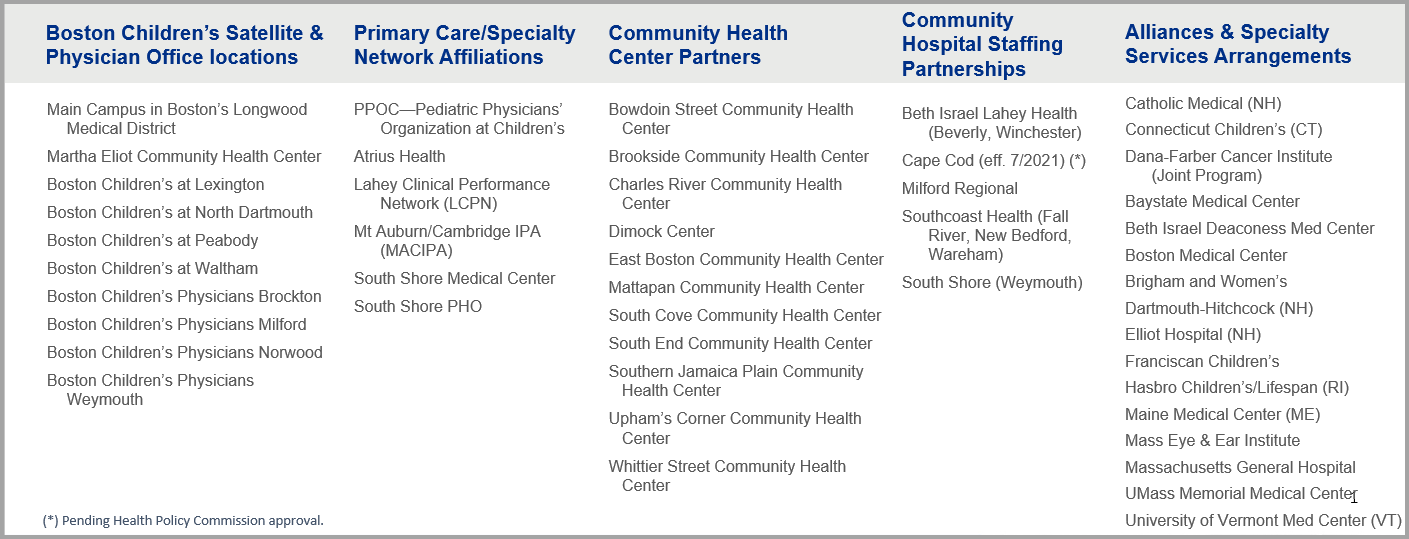 Boston Children’s Satellite &
Physician Office locations
Main Campus in Boston’s Longwood
Medical District
Martha Eliot Community Health Center
Boston Children’s at Lexington
Boston Children’s at North Dartmouth
Boston Children’s at Peabody
Boston Children’s at Waltham
Boston Children’s Physicians Brockton
Boston Children’s Physicians Milford
Boston Children’s Physicians Norwood
Boston Children’s Physicians
Weymouth
Primary Care/Specialty
Network Affiliations
PPOC—Pediatric Physicians’
Organization at Children’s
Atrius Health
Lahey Clinical Performance
Network (LCPN)
Mt Auburn/Cambridge IPA
(MACIPA)
South Shore Medical Center
South Shore PHO
Community Health
Center Partners
Bowdoin Street Community Health
Center
Brookside Community Health Center
Charles River Community Health
Center
Dimock Center
East Boston Community Health Center
Mattapan Community Health Center
South Cove Community Health Center
South End Community Health Center
Southern Jamaica Plain Community
Health Center
Upham’s Corner Community Health
Center
Whittier Street Community Health
Center
Community
Hospital Staffing
Partnerships
Beth Israel Lahey Health
(Beverly, Winchester)
Cape Cod (eff. 7/2021) (*)
Milford Regional
Southcoast Health (Fall
River, New Bedford,
Wareham)
South Shore (Weymouth)
Alliances & Specialty
Services Arrangements
Catholic Medical (NH)
Connecticut Children’s (CT)
Dana-Farber Cancer Institute
(Joint Program)
Baystate Medical Center
Beth Israel Deaconess Med Center
Boston Medical Center
Brigham and Women’s
Dartmouth-Hitchcock (NH)
Elliot Hospital (NH)
Franciscan Children’s
Hasbro Children’s/Lifespan (RI)
Maine Medical Center (ME)
Mass Eye & Ear Institute
Massachusetts General Hospital
UMass Memorial Medical Center
University of Vermont Med Center (VT)
(*) Pending Health Policy Commission approval.